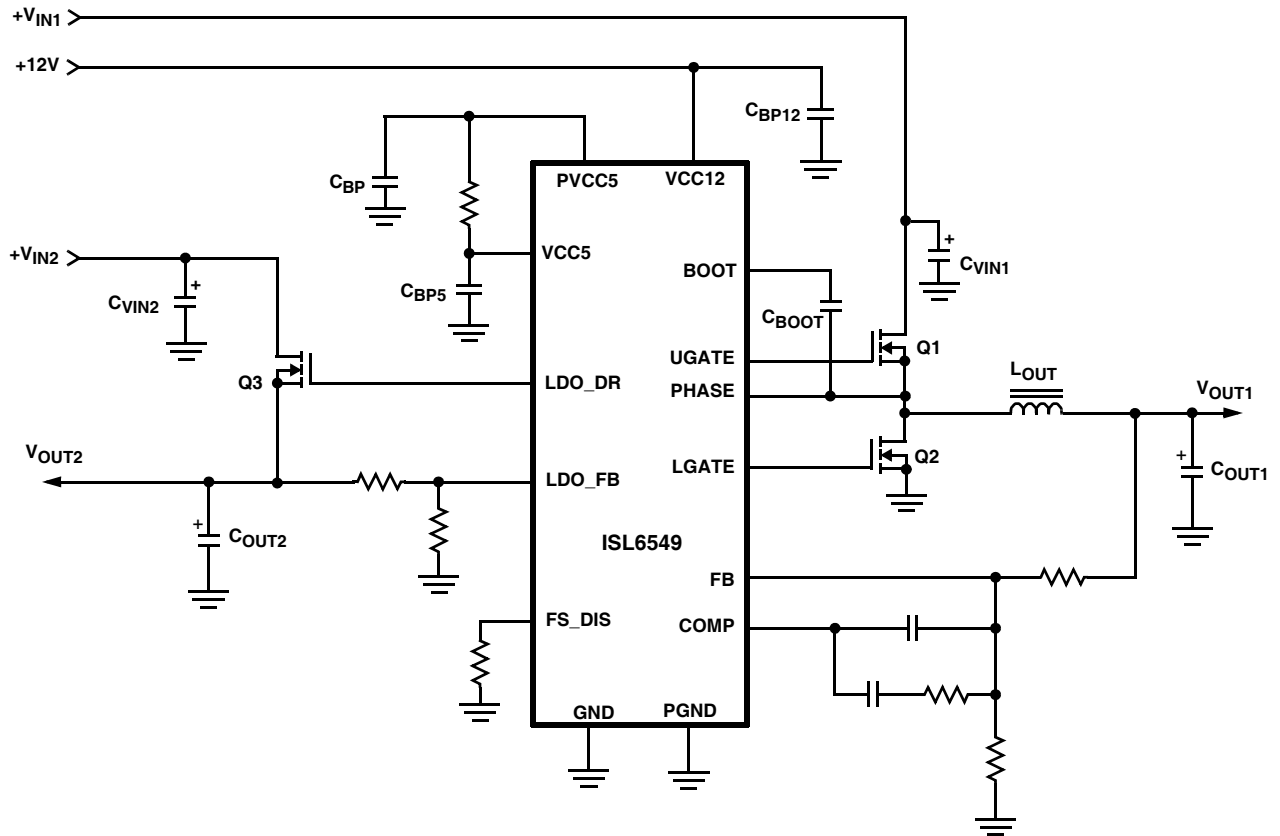 +VIN1
+12V
CBP12
PVCC5
VCC12
CBP
+VIN2
VCC5
BOOT
+
CVIN1
+
CVIN2
CBP5
CBOOT
UGATE
Q1
Q3
LDO_DR
PHASE
LOUT
VOUT1
VOUT2
LGATE
Q2
+
COUT1
LDO_FB
+
COUT2
ISL6549
FB
FS_DIS
COMP
GND
PGND